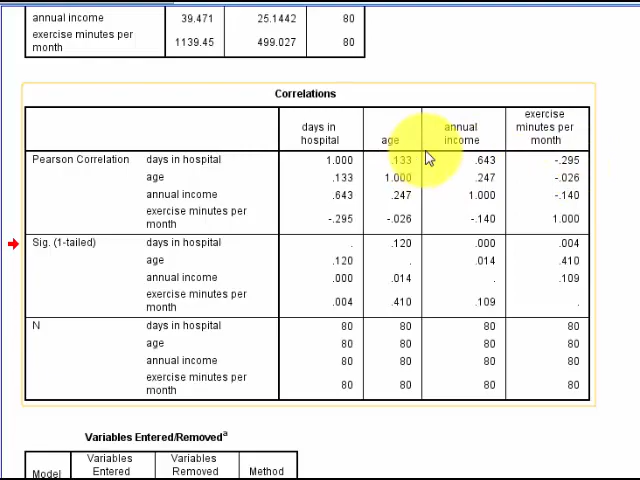 annual income 39.471 25.1442 80
exercise minutes per
month 1139.45 499.027 80
Correlations
days in
hospital age annual
income exercise
minutes per
month
Pearson Correlation days in hospital 1.000 .133 .643 -.295
age .133 1.000 .247 -.026
annual income .643 .247 1.000 -.140
exercise minutes per
month -.295 -.026 -.140 1.000
Sig. (1-tailed) days in hospital . .120 .000 .004
age .120 . .014 .410
annual income .000 .014 . .109
exercise minutes per
month .004 .410 .109 .
N days in hospital 80 80 80 80
age 80 80 80 80
annual income 80 80 80 80
exercise minutes per
month 80 80 80 80
Variables Entered/Removeda
Model Variables
Entered Variables
Removed Method